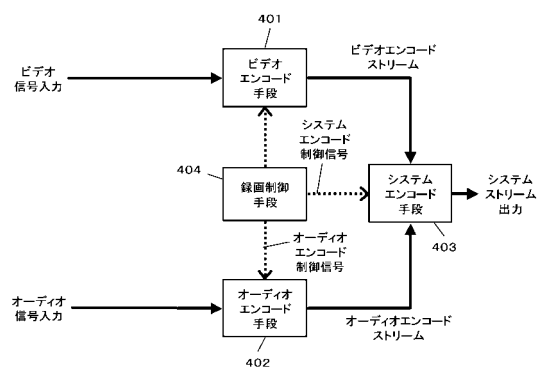 401
ビデオエンコード
ストリーム
ビデオ
信号入力
ビデオ
エンコード
手段
システム
エンコード
制御信号
404
録画制御
手段
システム
エンコード
手段
システム
ストリーム
出力
403
オーディオ
エンコード
制御信号
オーディオ
信号入力
オーディオ
エンコード
手段
オーディオエンコード
ストリーム
402